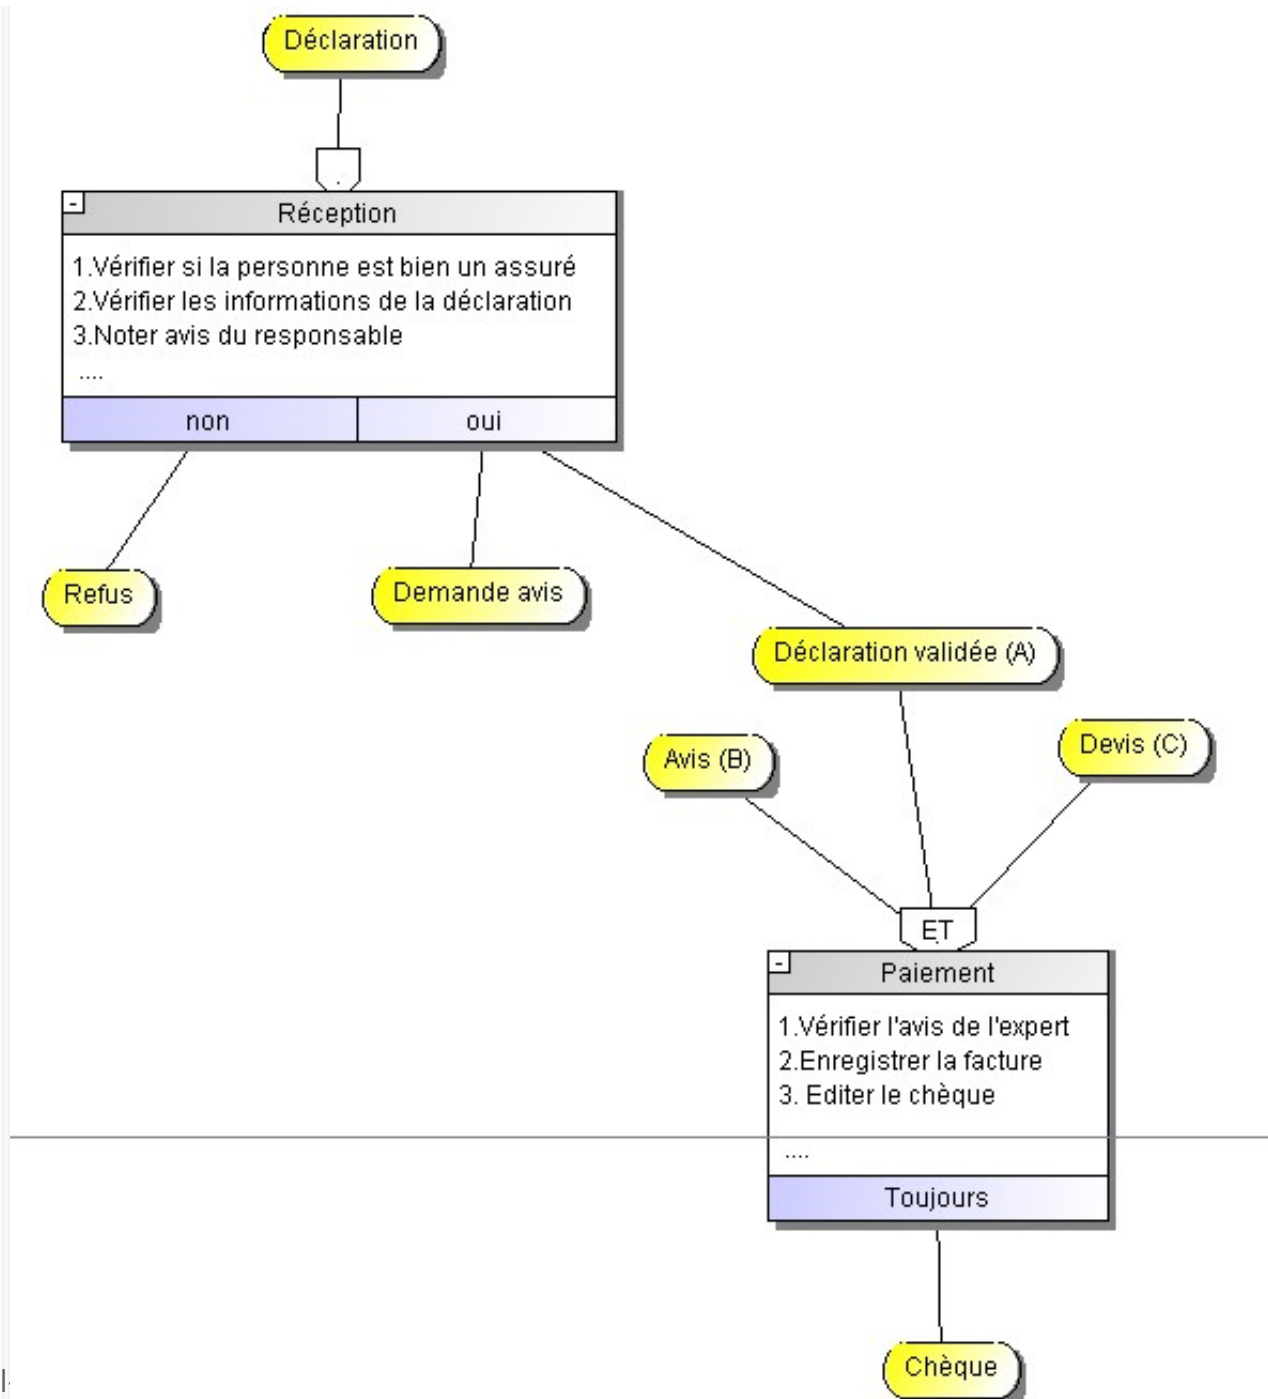 Déclaration
Réception
1.Vérifier si la personne est bien un assuré
2.Vérifier les informations de la déclaration
3.Noter avis du responsable
....
non
oui
Refus
Demande avis
Déclaration validée (A)
Avis (B)
Devis (C)
ET
Paiement
1.Vérifier l'avis de l'expert
2.Enregistrer la facture
3. Editer le chèque
....
Toujours
Chèque